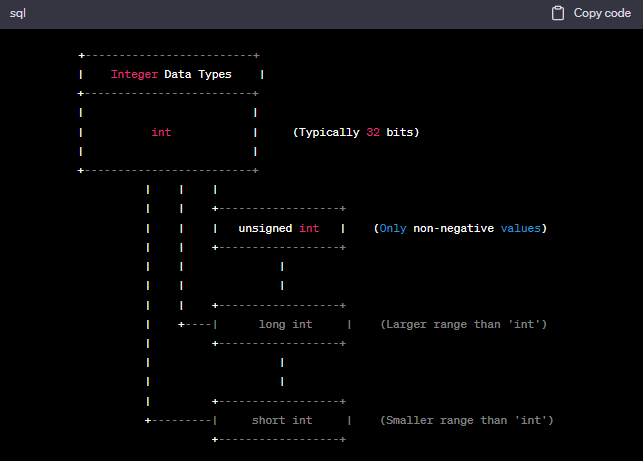 sql
Copy code
Integer Data Types
int
(Typically 32 bits)
unsigned int
(Only non-negative values)
long int
(Larger range than 'int')
short int
(Smaller range than 'int')